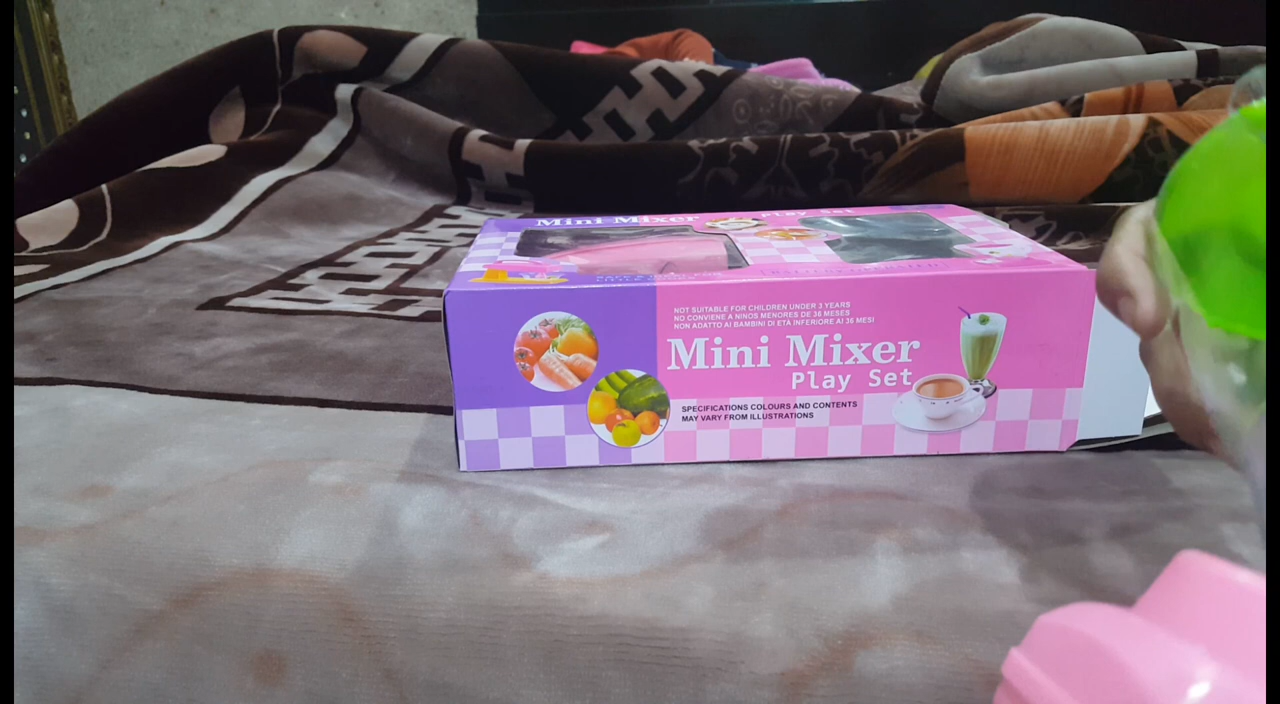 Mini Mixer
Play Set
NOT SUITABLE FOR CHILDREN UNDER 3 YEARS
NO CONVIENE A NINOS MENORES DE 36 MESES
NON ADATTO AI BAMBINI DI ETA INFERIORE AI 36 MESI
Mini Mixer
Play Set
SPECIFICATIONS COLOURS AND CONTENTS
MAY VARY FROM ILLUSTRATIONS